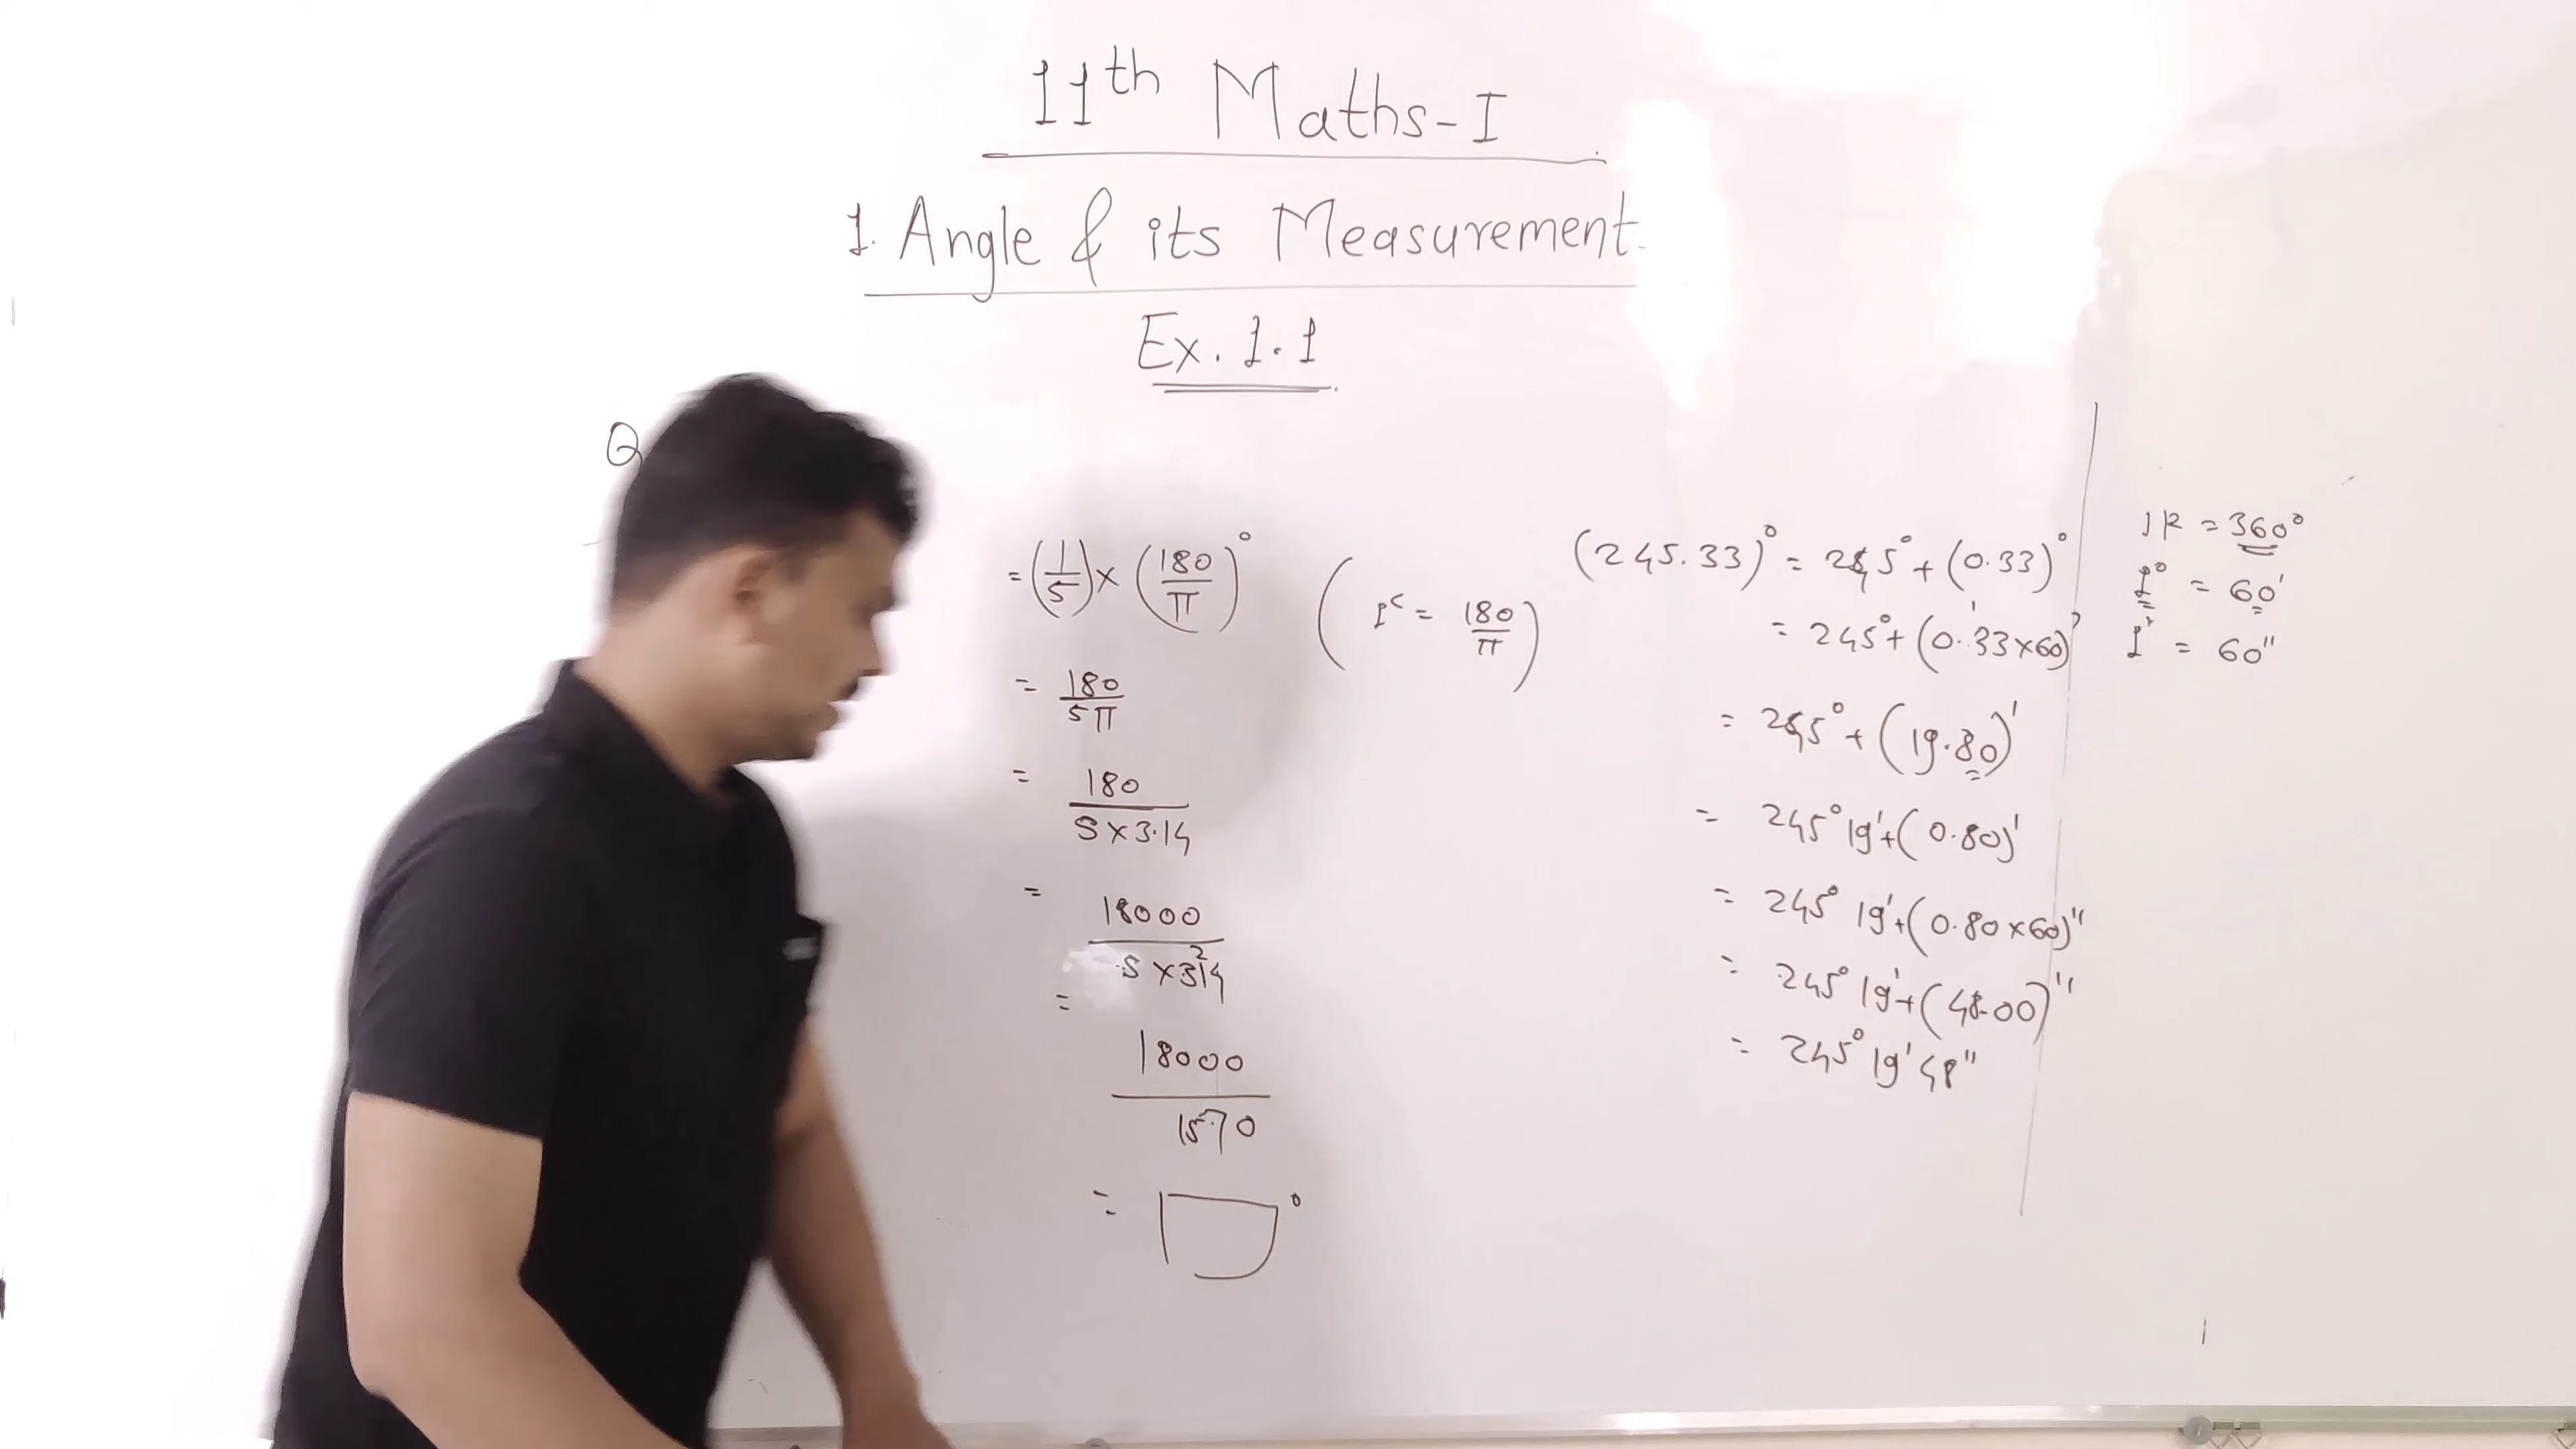 11th Maths-I
1. Angle & its Measurement.
Ex. 1.1
Q
= (1/5) × (180/π)° ( 1ᶜ = 180/π )
= 180/5π
= 180/5×3.14
= 18000/5×314
= 18000/1570
= °
(245.33)° = 245° + (0.33)°
= 245° + (0.33×60)'
= 245° + (19.80)'
= 245° 19' + (0.80)'
= 245° 19' + (0.80×60)"
= 245° 19' + (48.00)"
= 245° 19' 48"
1R = 360°
1° = 60'
1' = 60"